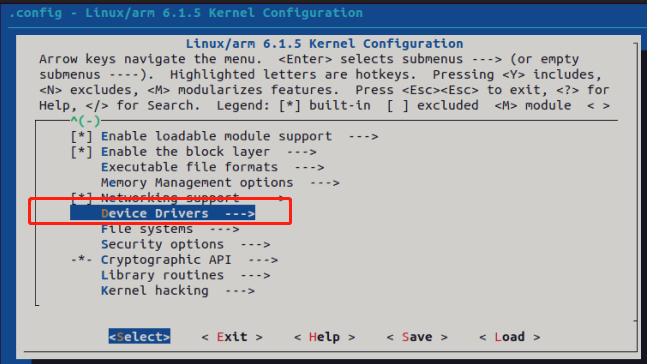 .config - Linux/arm 6.1.5 Kernel Configuration
Linux/arm 6.1.5 Kernel Configuration
Arrow keys navigate the menu.  <Enter> selects submenus ---> (or empty
submenus ----).  Highlighted letters are hotkeys.  Pressing <Y> includes,
<N> excludes, <M> modularizes features.  Press <Esc><Esc> to exit, <?> for
Help, </> for Search.  Legend: [*] built-in  [ ] excluded  <M> module  < >
^(-)
[*] Enable loadable module support  --->
[*] Enable the block layer  --->
Executable file formats  --->
Memory Management options  --->
[*] Networking support  --->
Device Drivers  --->
File systems  --->
Security options  --->
-*- Cryptographic API  --->
Library routines  --->
Kernel hacking  --->
<Select>    < Exit >    < Help >    < Save >    < Load >